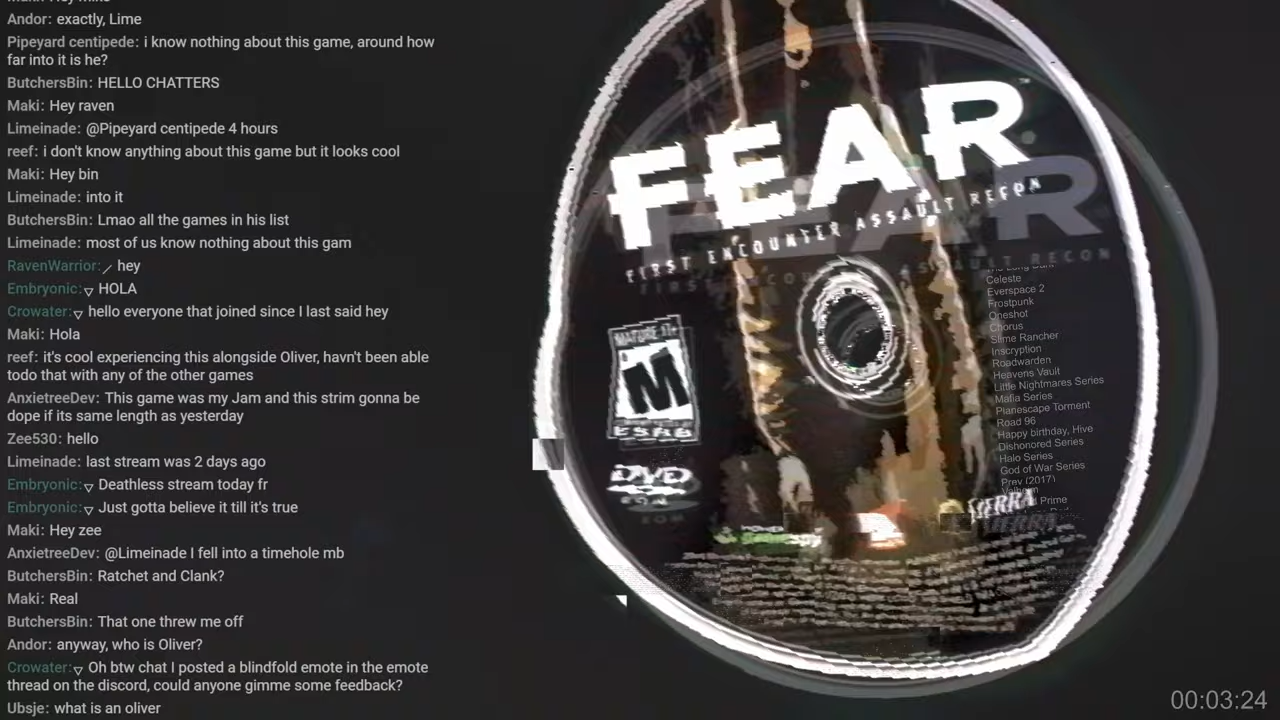 Andor: exactly, Lime
Pipeyard centipede: i know nothing about this game, around how
far into it is he?
ButchersBin: HELLO CHATTERS
Maki: Hey raven
Limeinade: @Pipeyard centipede 4 hours
reef: i don't know anything about this game but it looks cool
Maki: Hey bin
Limeinade: into it
ButchersBin: Lmao all the games in his list
Limeinade: most of us know nothing about this gam
RavenWarrior: hey
Embryonic: HOLA
Crowater: hello everyone that joined since I last said hey
Maki: Hola
reef: it's cool experiencing this alongside Oliver, havn't been able
todo that with any of the other games
AnxietreeDev: This game was my Jam and this strim gonna be
dope if its same length as yesterday
Zee530: hello
Limeinade: last stream was 2 days ago
Embryonic: Deathless stream today fr
Embryonic: Just gotta believe it till it's true
Maki: Hey zee
AnxietreeDev: @Limeinade I fell into a timehole mb
ButchersBin: Ratchet and Clank?
Maki: Real
ButchersBin: That one threw me off
Andor: anyway, who is Oliver?
Crowater: Oh btw chat I posted a blindfold emote in the emote
thread on the discord, could anyone gimme some feedback?
Ubsje: what is an oliver
FEAR
FIRST ENCOUNTER ASSAULT RECON
FEAR
MATURE 17+
M
ESRB
DVD
ROM
Celeste
Everspace 2
Frostpunk
Oneshot
Chorus
Slime Rancher
Inscryption
Roadwarden
Heavens Vault
Little Nightmares Series
Mafia Series
Planescape Torment
Road 96
Happy birthday, Hive
Dishonored Series
Halo Series
God of War Series
Prey (2017)
Valheim
Prime
SIERRA
SIERRA
00:03:24